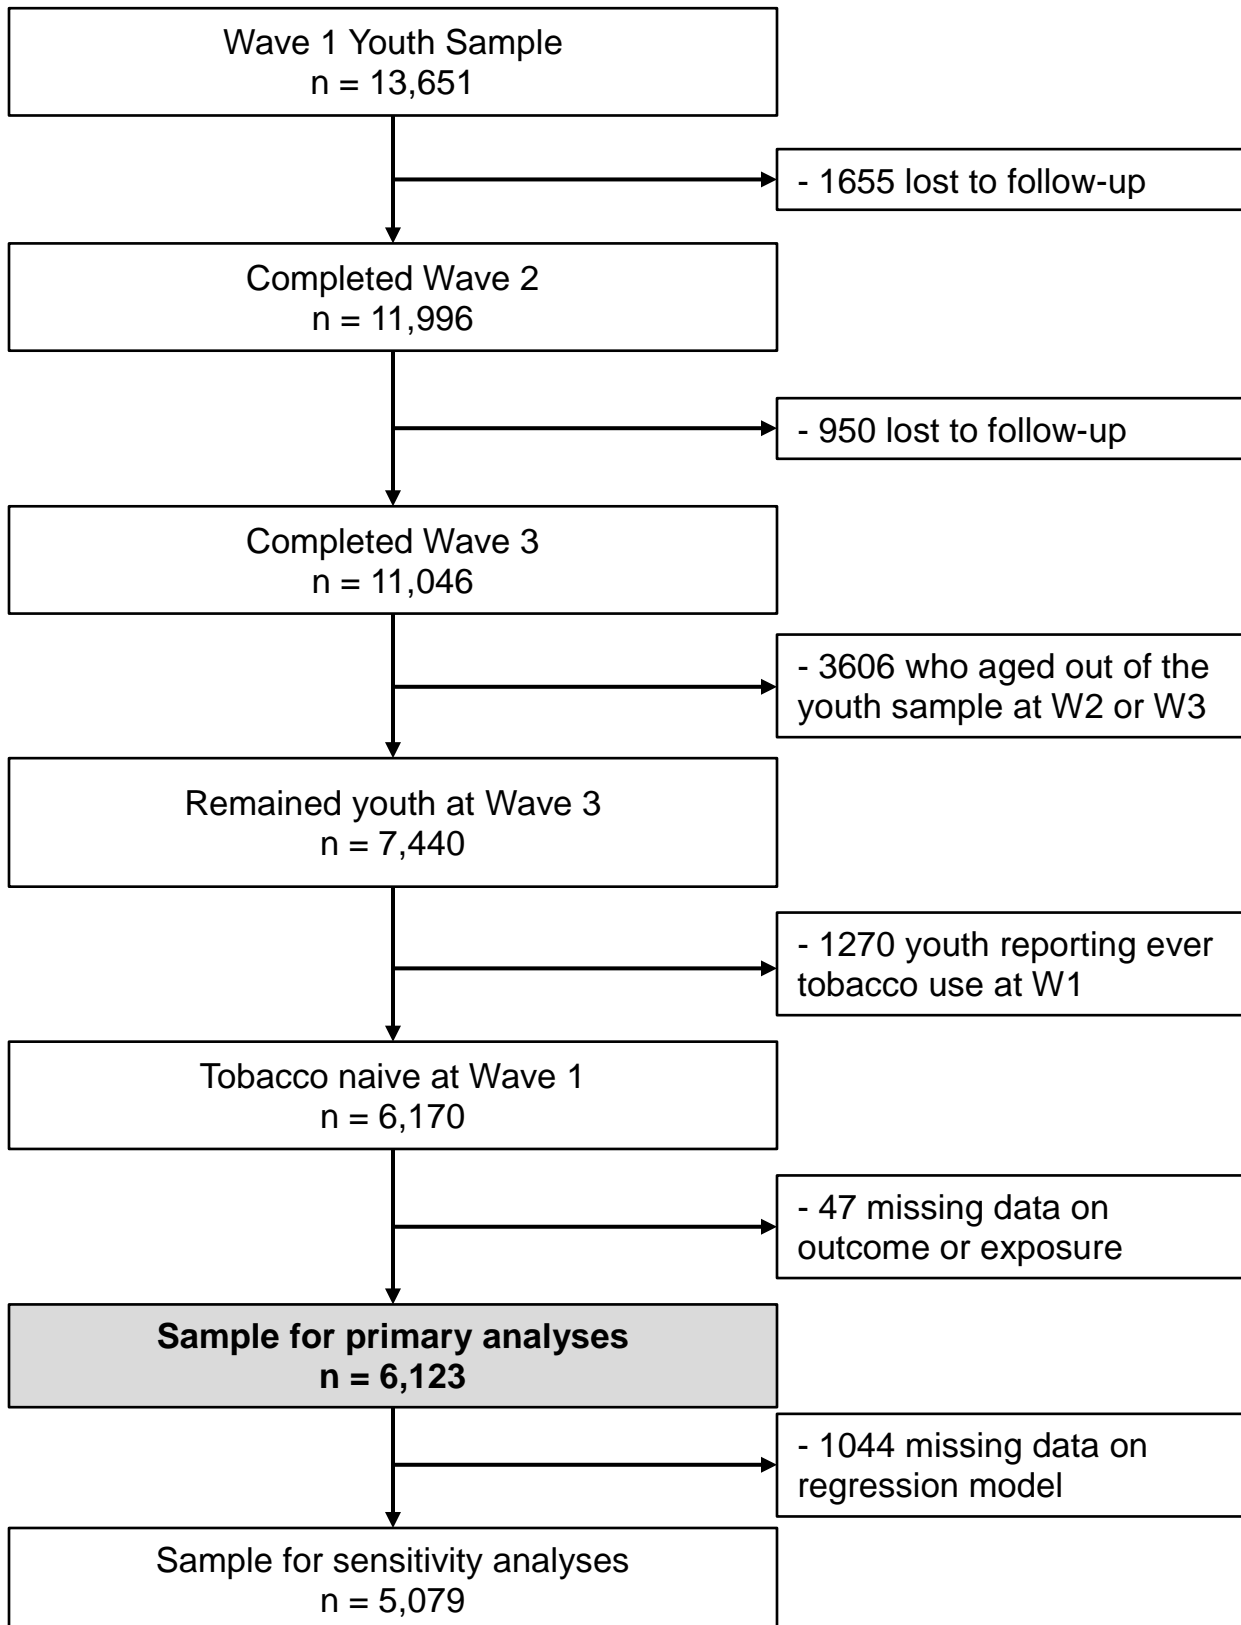 Wave 1 Youth Sample
n = 13,651
- 1655 lost to follow-up
Completed Wave 2
n = 11,996
- 950 lost to follow-up
Completed Wave 3
n = 11,046
- 3606 who aged out of the
youth sample at W2 or W3
Remained youth at Wave 3
n = 7,440
- 1270 youth reporting ever
tobacco use at W1
Tobacco naive at Wave 1
n = 6,170
- 47 missing data on
outcome or exposure
Sample for primary analyses
n = 6,123
- 1044 missing data on
regression model
Sample for sensitivity analyses
n = 5,079